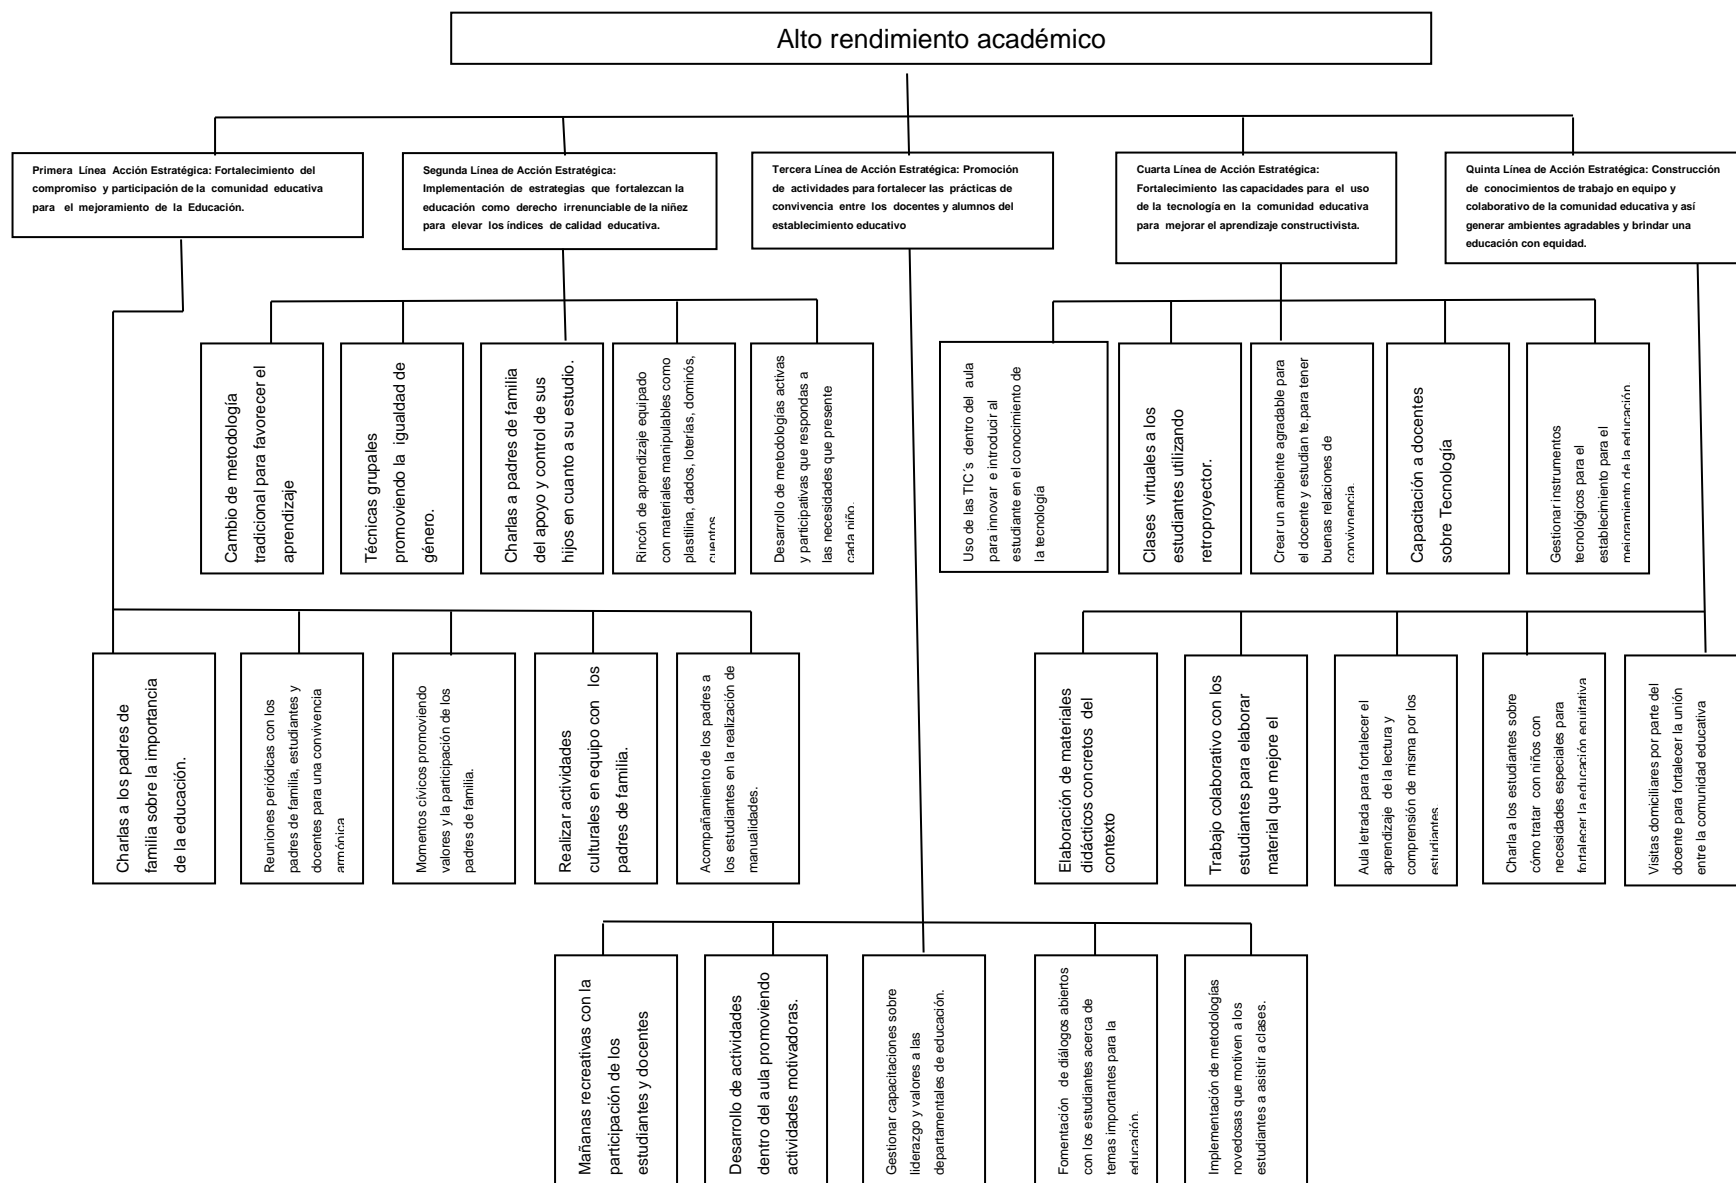 Alto rendimiento académico
Primera Línea Acción Estratégica: Fortalecimiento del
compromiso y participación de la comunidad educativa
para el mejoramiento de la Educación.
Segunda Línea de Acción Estratégica:
Implementación de estrategias que fortalezcan la
educación como derecho irrenunciable de la niñez
para elevar los índices de calidad educativa.
Tercera Línea de Acción Estratégica: Promoción
de actividades para fortalecer las prácticas de
convivencia entre los docentes y alumnos del
establecimiento educativo
Cuarta Línea de Acción Estratégica:
Fortalecimiento las capacidades para el uso
de la tecnología en la comunidad educativa
para mejorar el aprendizaje constructivista.
Quinta Línea de Acción Estratégica: Construcción
de conocimientos de trabajo en equipo y
colaborativo de la comunidad educativa y así
generar ambientes agradables y brindar una
educación con equidad.
Cambio de metodología
tradicional para favorecer el
aprendizaje
Técnicas grupales
promoviendo la igualdad de
género.
Charlas a padres de familia
del apoyo y control de sus
hijos en cuanto a su estudio.
Rincón de aprendizaje equipado
con materiales manipulables como
plastilina, dados, loterías, dominós,
cuentos
Desarrollo de metodologías activas
y participativas que respondas a
las necesidades que presente
cada niño.
Uso de las TIC´s dentro del aula
para innovar e introducir al
estudiante en el conocimiento de
la tecnología
Clases virtuales a los
estudiantes utilizando
retroproyector.
Crear un ambiente agradable para
el docente y estudian te.para tener
buenas relaciones de
convivnencia.
Capacitación a docentes
sobre Tecnología
Gestionar instrumentos
tecnológicos para el
establecimiento para el
mejoramiento de la educación.
Charlas a los padres de
familia sobre la importancia
de la educación.
Reuniones periódicas con los
padres de familia, estudiantes y
docentes para una convivencia
armónica
Momentos cívicos promoviendo
valores y la participación de los
padres de familia.
Realizar actividades
culturales en equipo con los
padres de familia.
Acompañamiento de los padres a
los estudiantes en la realización de
manualidades.
Elaboración de materiales
didácticos concretos del
contexto
Trabajo colaborativo con los
estudiantes para elaborar
material que mejore el
Aula letrada para fortalecer el
aprendizaje de la lectura y
comprensión de misma por los
estudiantes
Charla a los estudiantes sobre
cómo tratar con niños con
necesidades especiales para
fortalecer la educación equitativa
Visitas domiciliares por parte del
docente para fortalecer la unión
entre la comunidad educativa
Mañanas recreativas con la
participación de los
estudiantes y docentes
Desarrollo de actividades
dentro del aula promoviendo
actividades motivadoras.
Gestionar capacitaciones sobre
liderazgo y valores a las
departamentales de educación.
Fomentación de diálogos abiertos
con los estudiantes acerca de
temas importantes para la
educación.
Implementación de metodologías
novedosas que motiven a los
estudiantes a asistir a clases.